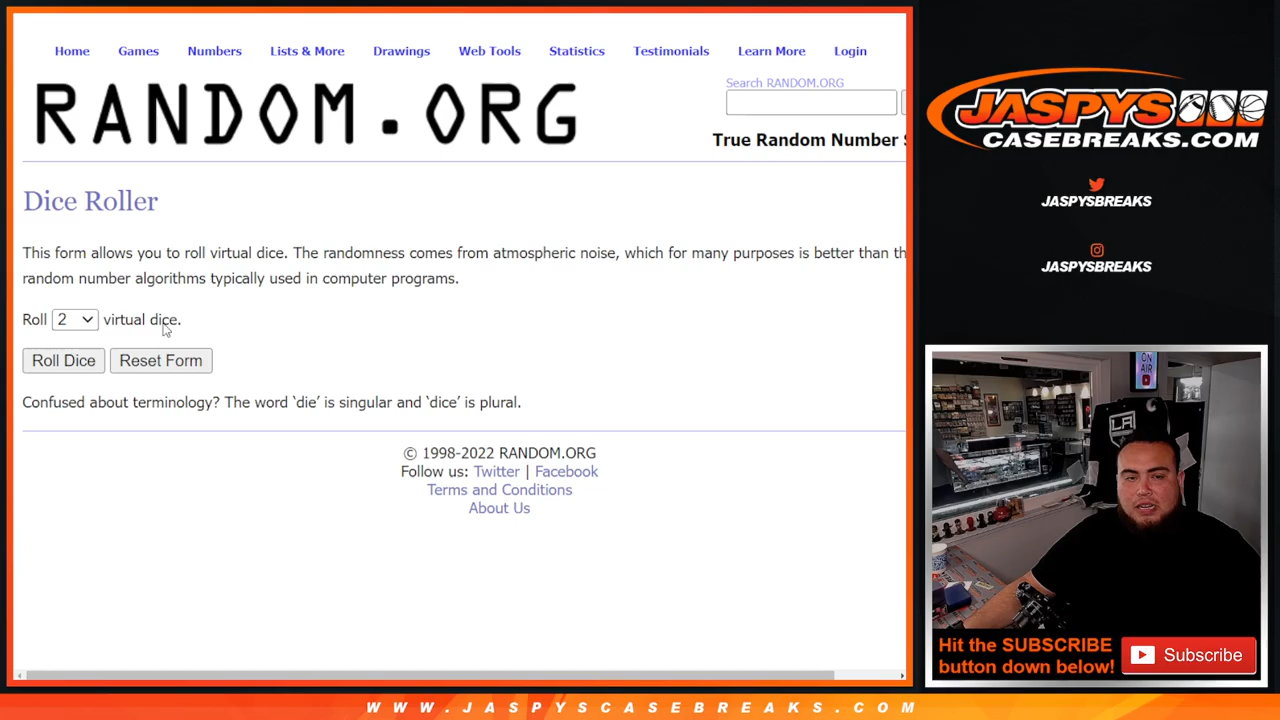 Home Games Numbers Lists & More Drawings Web Tools Statistics Testimonials Learn More Login
RANDOM.ORG
Search RANDOM.ORG
True Random Number S
Dice Roller
This form allows you to roll virtual dice. The randomness comes from atmospheric noise, which for many purposes is better than th
random number algorithms typically used in computer programs.
Roll 2 virtual dice.
Roll Dice Reset Form
Confused about terminology? The word ‘die’ is singular and ‘dice’ is plural.
© 1998-2022 RANDOM.ORG
Follow us: Twitter | Facebook
Terms and Conditions
About Us
JASPYS
CASEBREAKS.COM
JASPYSBREAKS
JASPYSBREAKS
ON
AIR
LA
Hit the SUBSCRIBE
button down below!
Subscribe
WWW.JASPYSCASEBREAKS.COM